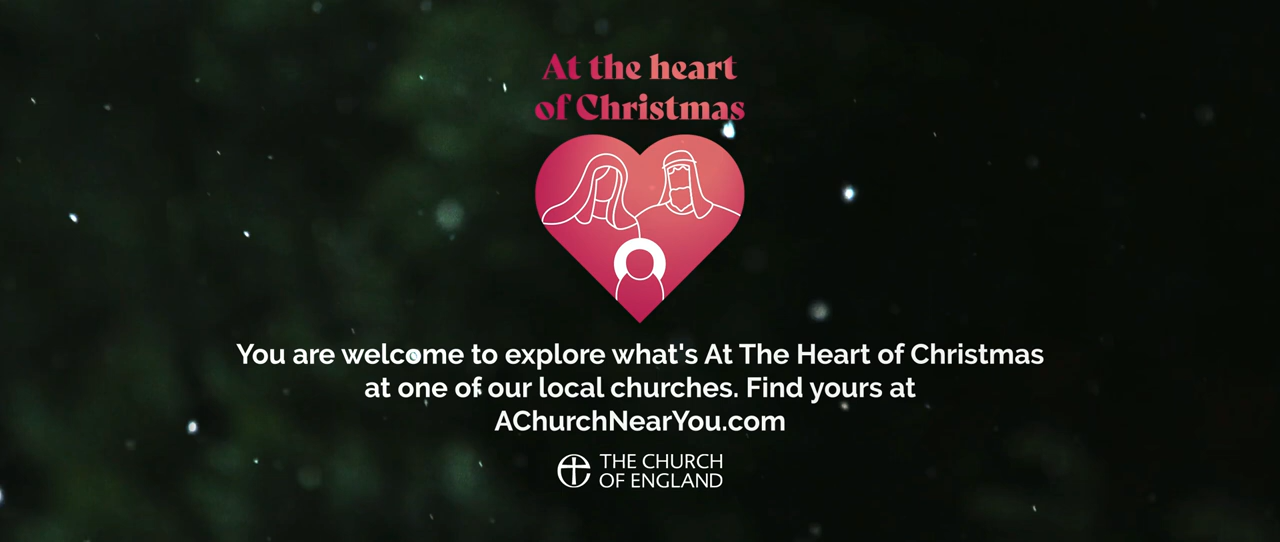 At the heart
of Christmas
You are welcome to explore what's At The Heart of Christmas
at one of our local churches. Find yours at
AChurchNearYou.com
THE CHURCH
OF ENGLAND